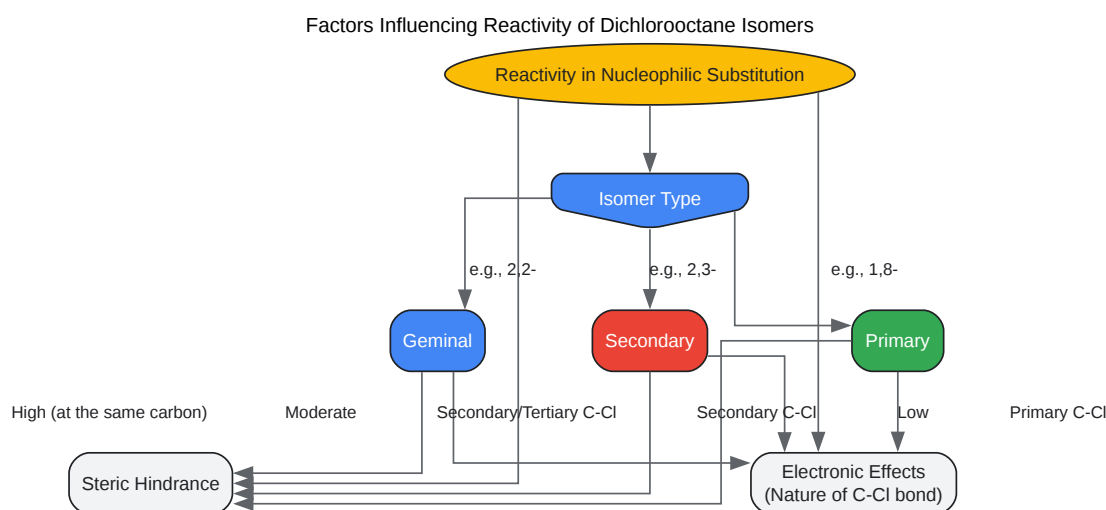 Factors Influencing Reactivity of Dichlorooctane Isomers
Reactivity in Nucleophilic Substitution
Isomer Type
e.g., 2,2-
e.g., 2,3-
e.g., 1,8-
Geminal
Secondary
Primary
High (at the same carbon)
Moderate
Secondary/Tertiary C-Cl
Secondary C-Cl
Low
Primary C-Cl
Steric Hindrance
Electronic Effects
(Nature of C-Cl bond)